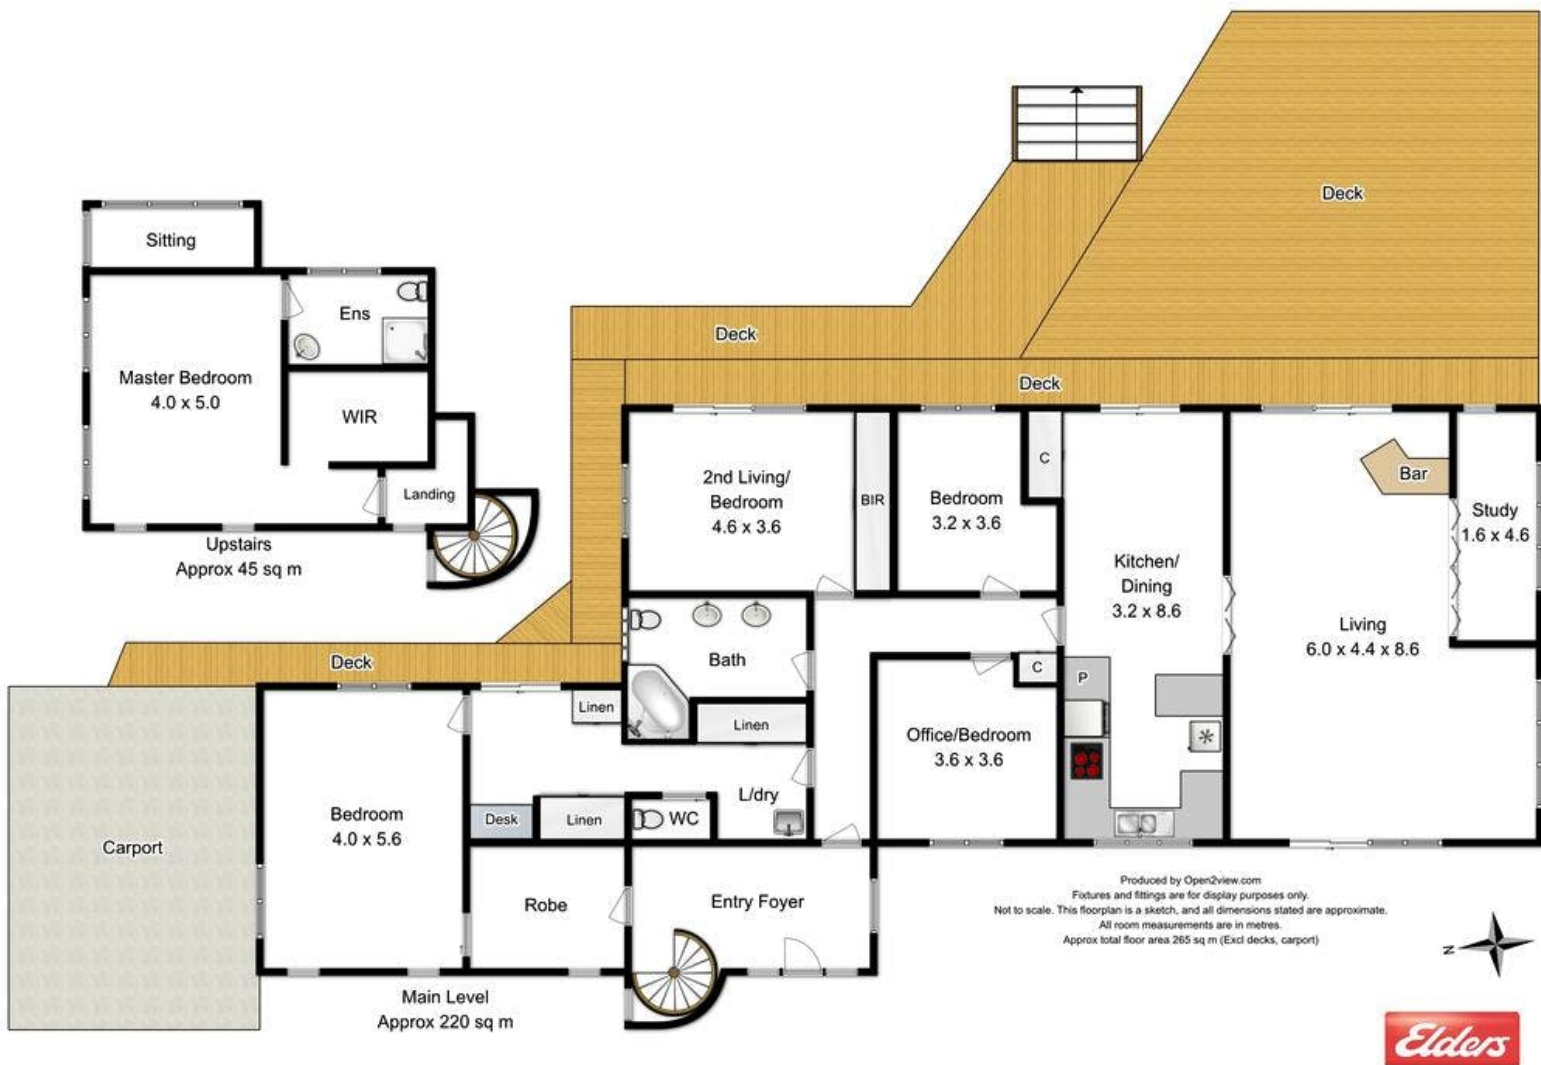 Deck
Sitting
Ens
Master Bedroom
4.0 x 5.0
WIR
Landing
Upstairs
Approx 45 sq m
Deck
Deck
2nd Living/
Bedroom
4.6 x 3.6
BIR
Bedroom
3.2 x 3.6
C
Kitchen/
Dining
3.2 x 8.6
Bar
Study
1.6 x 4.6
Living
6.0 x 4.4 x 8.6
Deck
Bath
C
P
Linen
Linen
Office/Bedroom
3.6 x 3.6
Bedroom
4.0 x 5.6
Desk
Linen
WC
L/dry
Carport
Robe
Entry Foyer
Main Level
Approx 220 sq m
Produced by Open2view.com
Fixtures and fittings are for display purposes only.
Not to scale. This floorplan is a sketch, and all dimensions stated are approximate.
All room measurements are in metres.
Approx total floor area 265 sq m (Excl decks, carport)
N
Elders